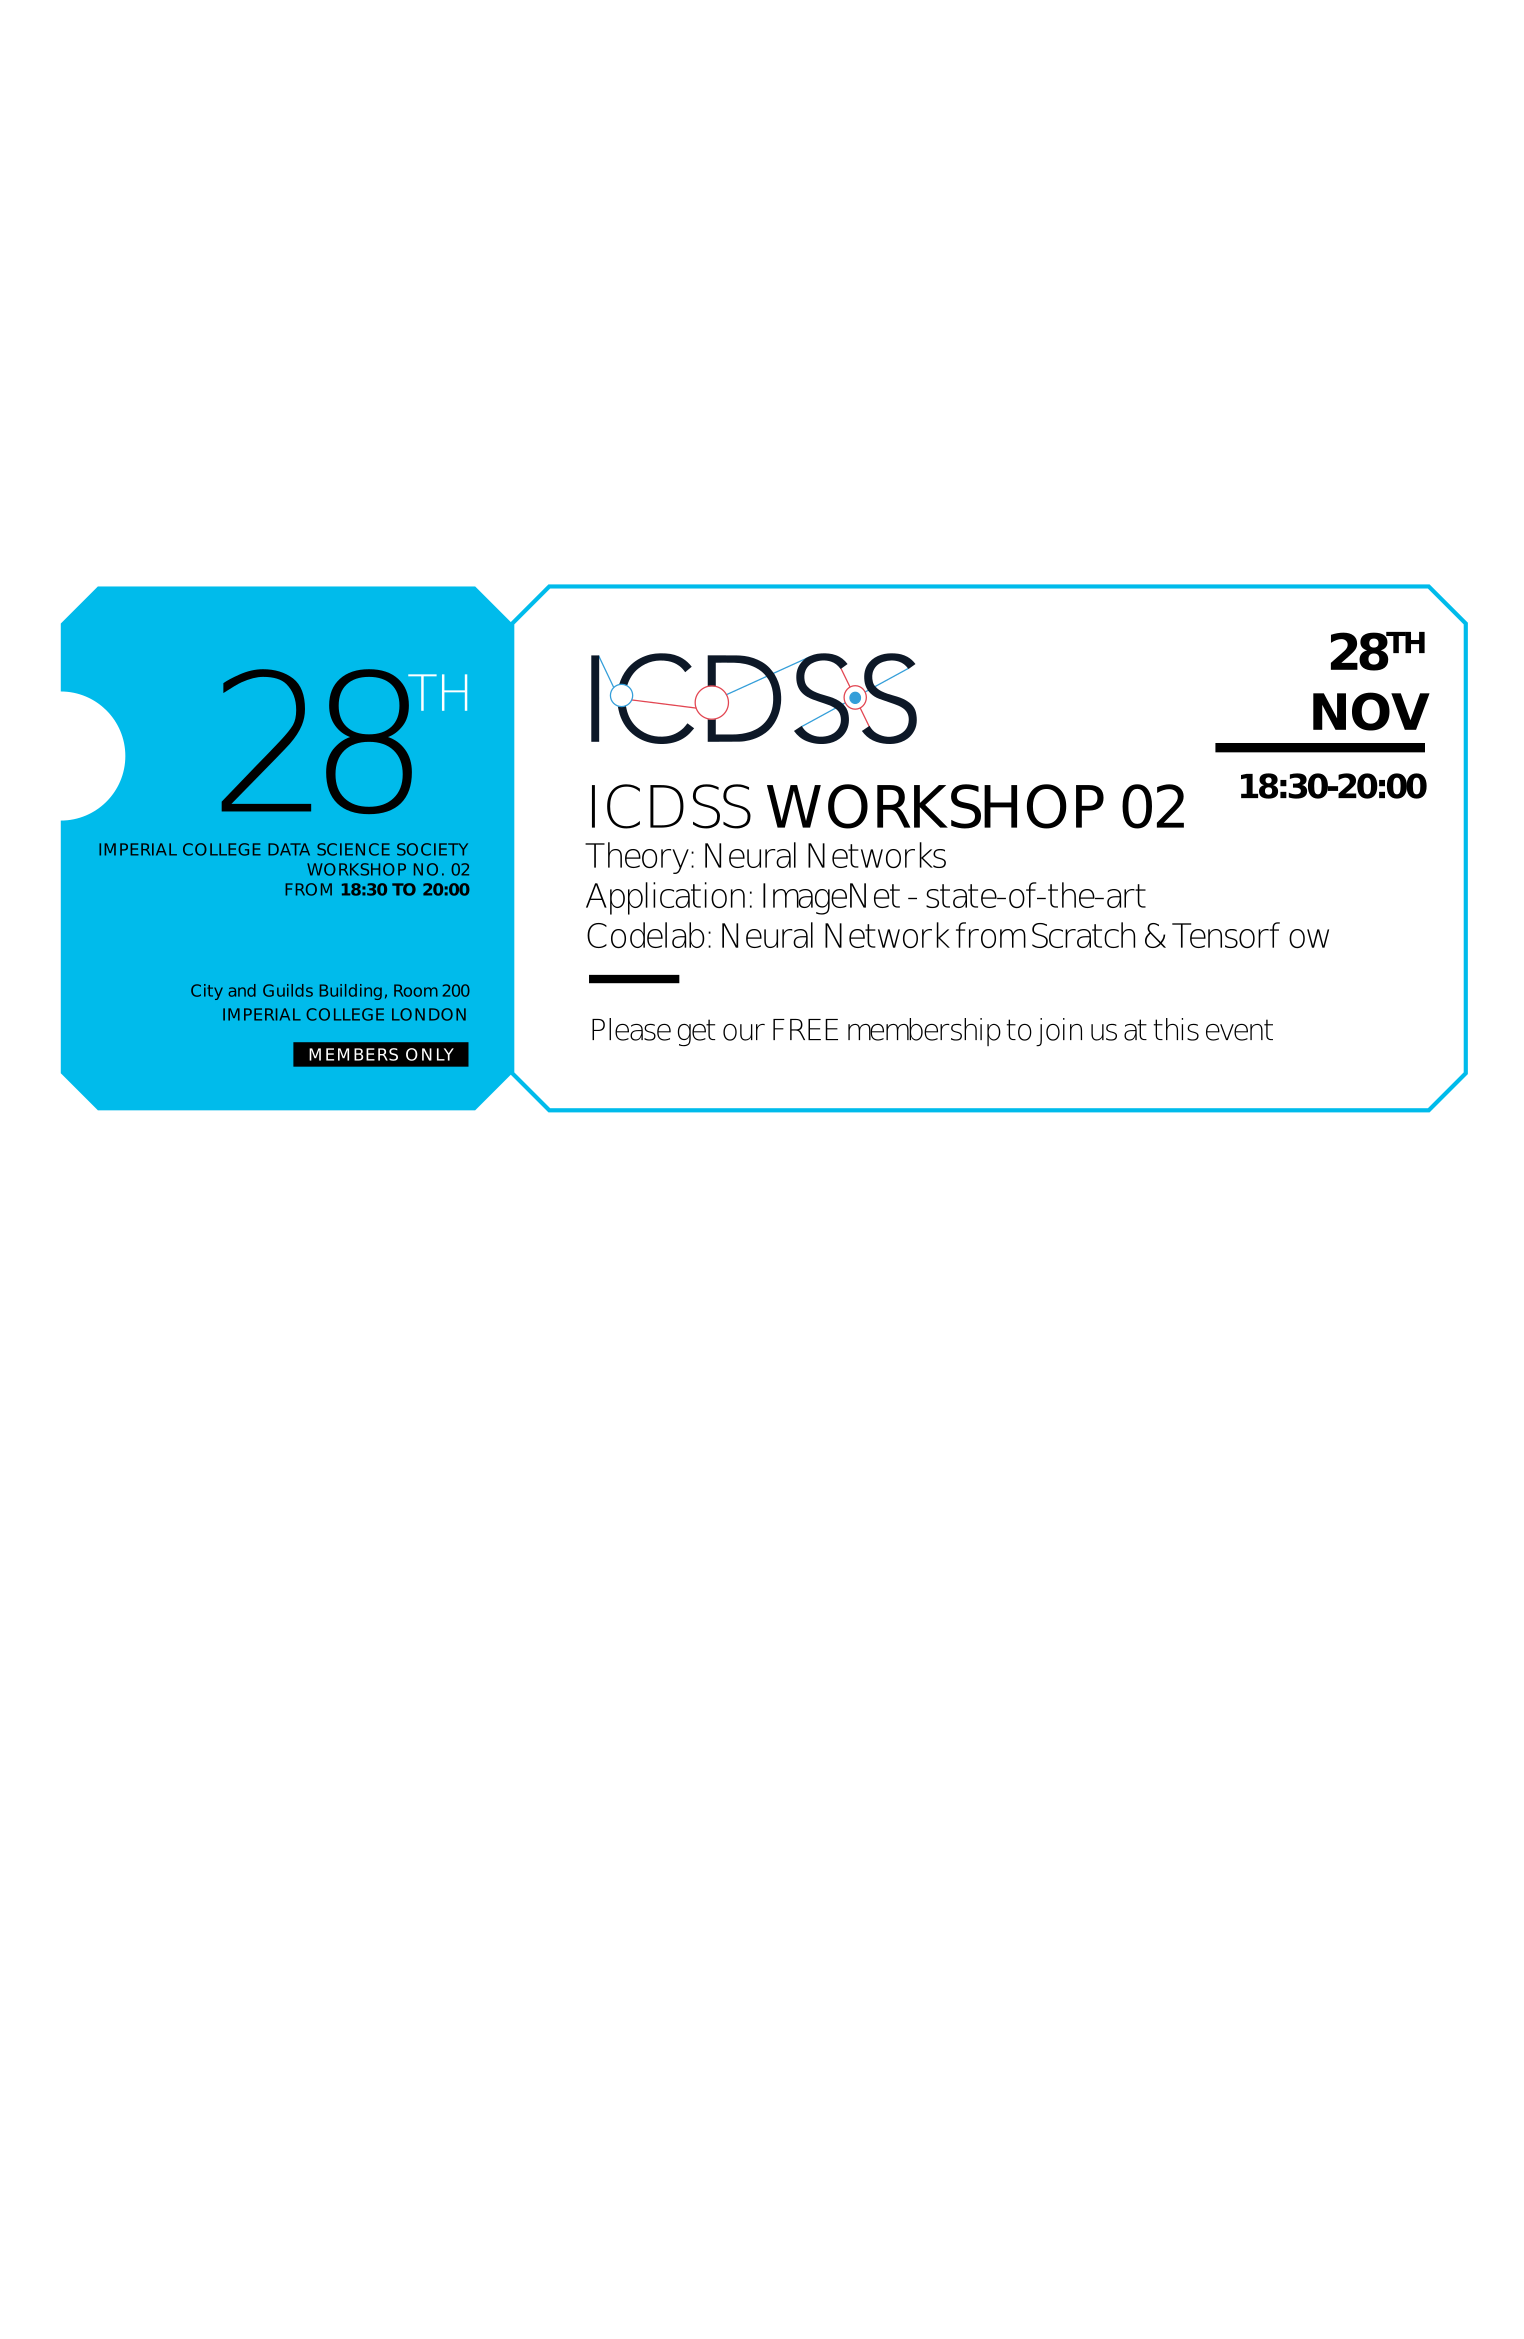 28TH
IMPERIAL COLLEGE DATA SCIENCE SOCIETY
WORKSHOP NO. 02
FROM 18:30 TO 20:00
City and Guilds Building, Room 200
IMPERIAL COLLEGE LONDON
MEMBERS ONLY
ICDSS
28TH
NOV
18:30-20:00
ICDSS WORKSHOP 02
Theory: Neural Networks
Application: ImageNet - state-of-the-art
Codelab: Neural Network from Scratch & Tensorf ow
Please get our FREE membership to join us at this event